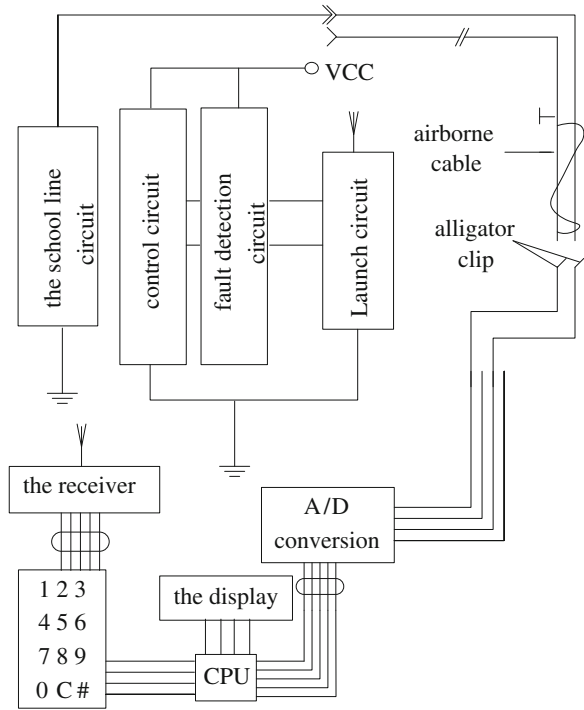 VCC
airborne
cable
the school line
circuit
control circuit
fault detection
circuit
Launch circuit
alligator
clip
the receiver
A/D
conversion
1 2 3
4 5 6
7 8 9
0 C #
the display
CPU